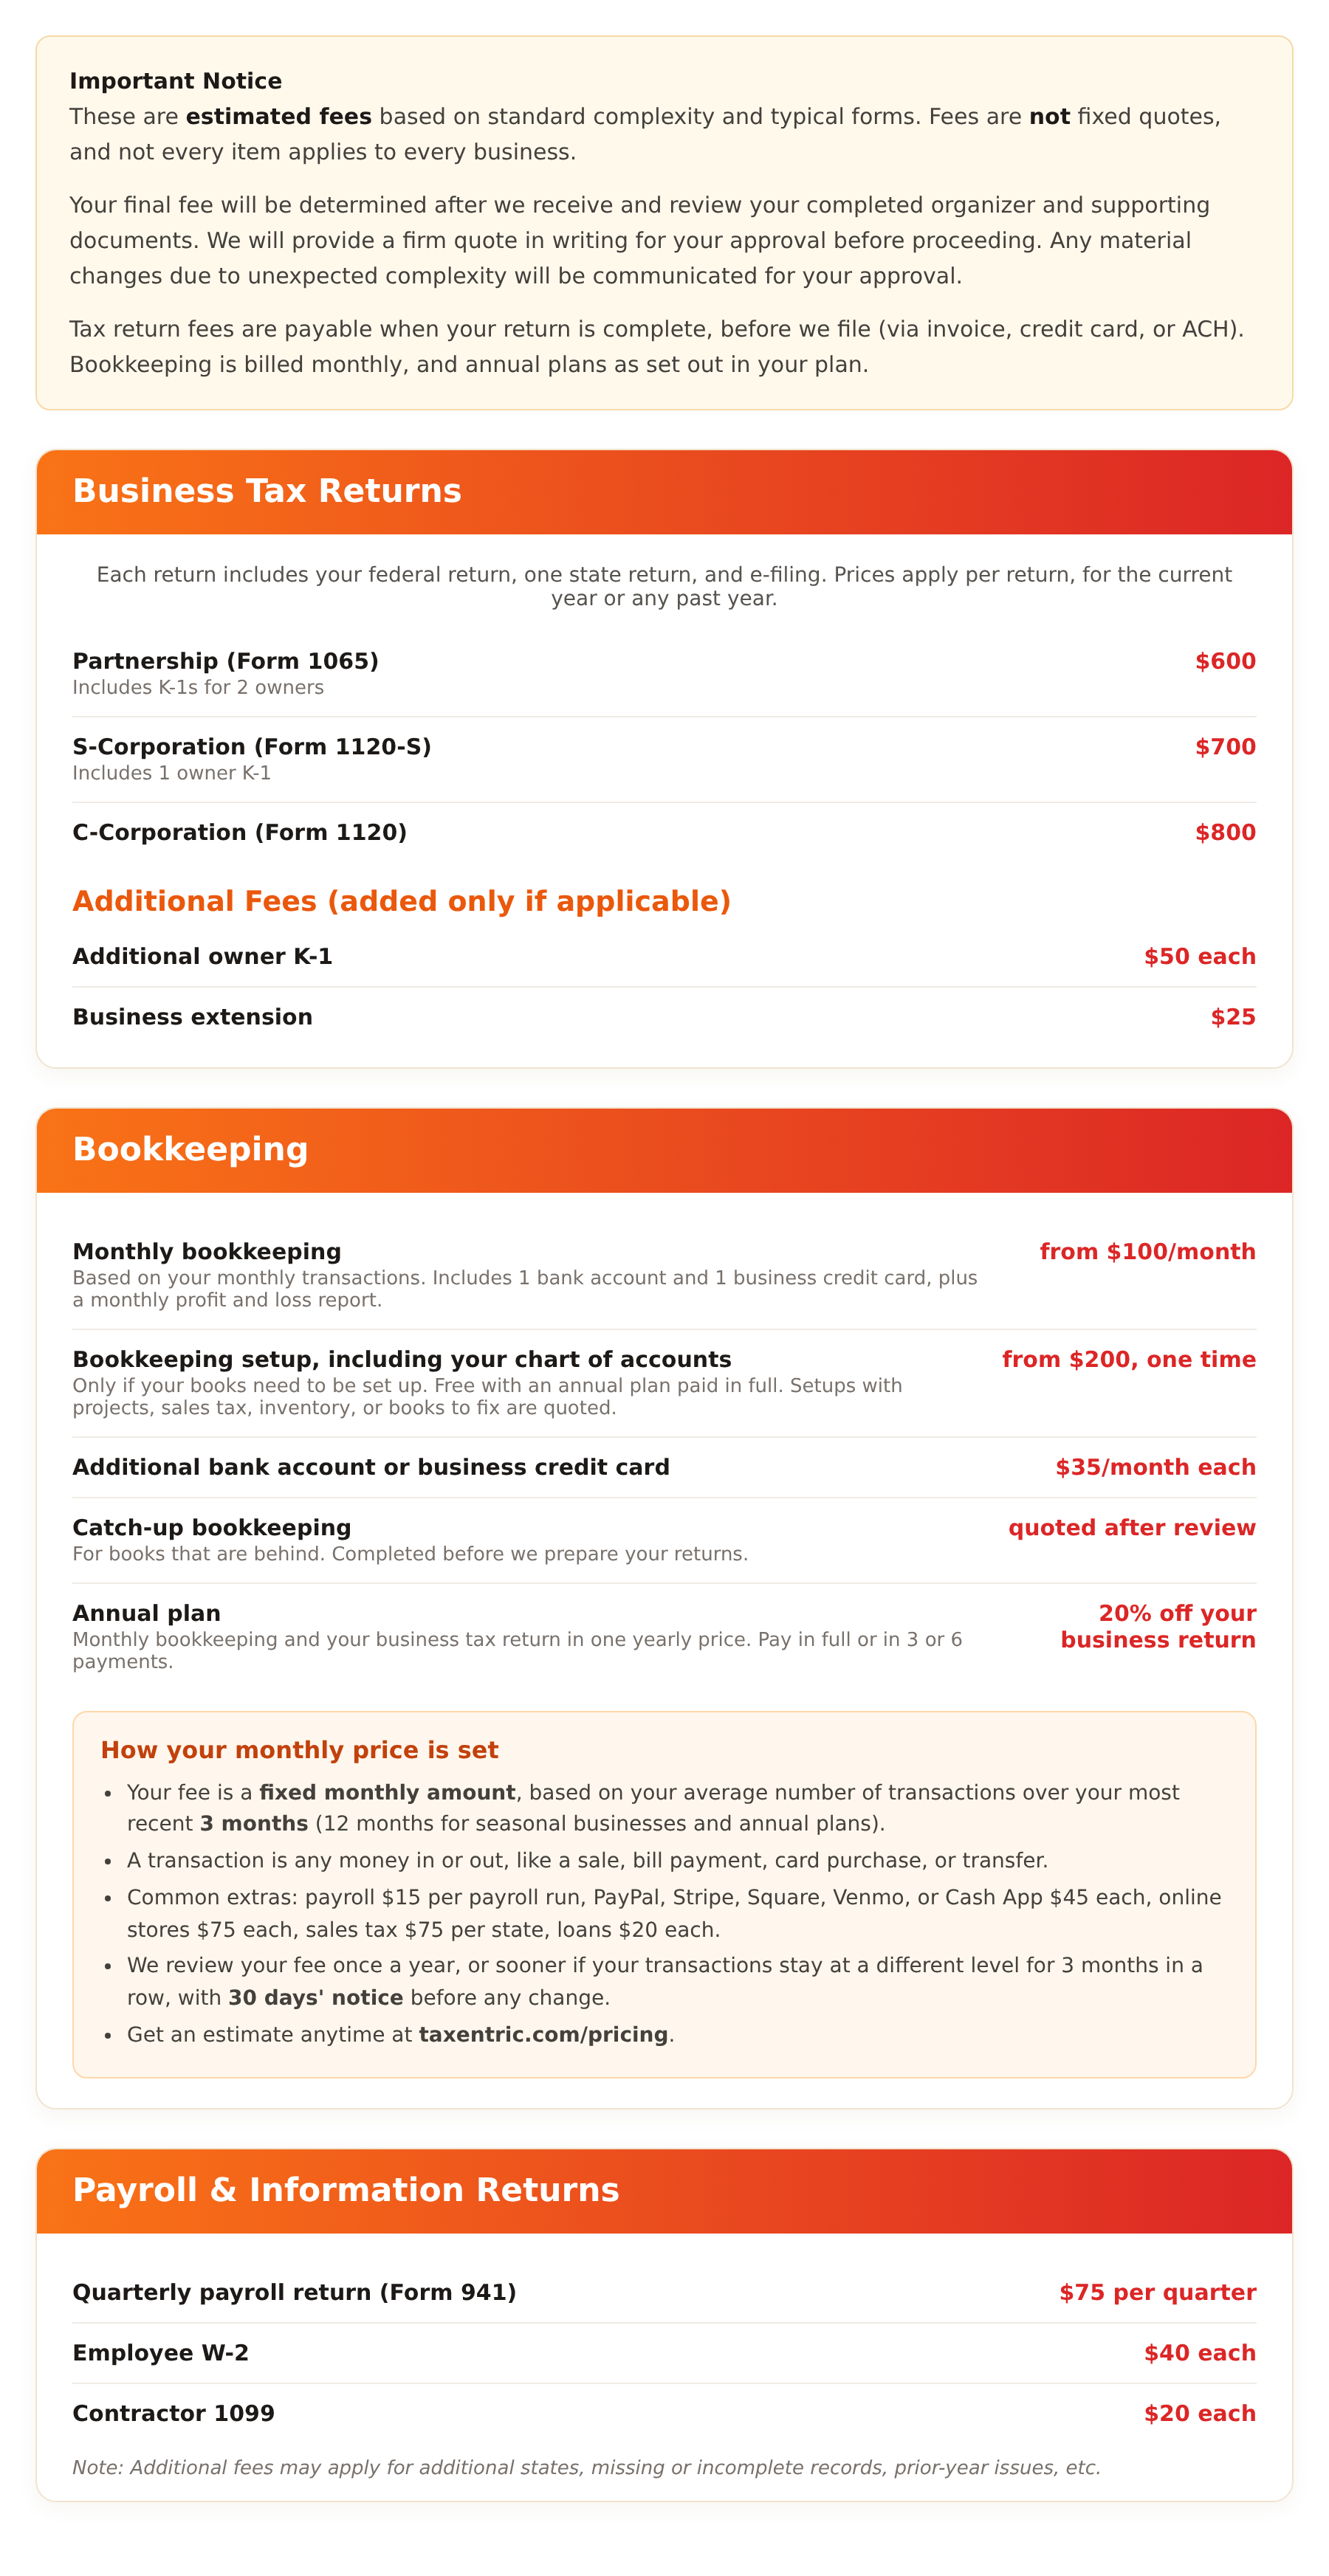 Important Notice
These are estimated fees based on standard complexity and typical forms. Fees are not fixed quotes,
and not every item applies to every business.
Your final fee will be determined after we receive and review your completed organizer and supporting
documents. We will provide a firm quote in writing for your approval before proceeding. Any material
changes due to unexpected complexity will be communicated for your approval.
Tax return fees are payable when your return is complete, before we file (via invoice, credit card, or ACH).
Bookkeeping is billed monthly, and annual plans as set out in your plan.
Business Tax Returns
Each return includes your federal return, one state return, and e-filing. Prices apply per return, for the current
year or any past year.
Partnership (Form 1065) $600
Includes K-1s for 2 owners
S-Corporation (Form 1120-S) $700
Includes 1 owner K-1
C-Corporation (Form 1120) $800
Additional Fees (added only if applicable)
Additional owner K-1 $50 each
Business extension $25
Bookkeeping
Monthly bookkeeping from $100/month
Based on your monthly transactions. Includes 1 bank account and 1 business credit card, plus
a monthly profit and loss report.
Bookkeeping setup, including your chart of accounts from $200, one time
Only if your books need to be set up. Free with an annual plan paid in full. Setups with
projects, sales tax, inventory, or books to fix are quoted.
Additional bank account or business credit card $35/month each
Catch-up bookkeeping quoted after review
For books that are behind. Completed before we prepare your returns.
Annual plan 20% off your
business return
Monthly bookkeeping and your business tax return in one yearly price. Pay in full or in 3 or 6
payments.
How your monthly price is set
• Your fee is a fixed monthly amount, based on your average number of transactions over your most
recent 3 months (12 months for seasonal businesses and annual plans).
• A transaction is any money in or out, like a sale, bill payment, card purchase, or transfer.
• Common extras: payroll $15 per payroll run, PayPal, Stripe, Square, Venmo, or Cash App $45 each, online
stores $75 each, sales tax $75 per state, loans $20 each.
• We review your fee once a year, or sooner if your transactions stay at a different level for 3 months in a
row, with 30 days' notice before any change.
• Get an estimate anytime at taxentric.com/pricing.
Payroll & Information Returns
Quarterly payroll return (Form 941) $75 per quarter
Employee W-2 $40 each
Contractor 1099 $20 each
Note: Additional fees may apply for additional states, missing or incomplete records, prior-year issues, etc.